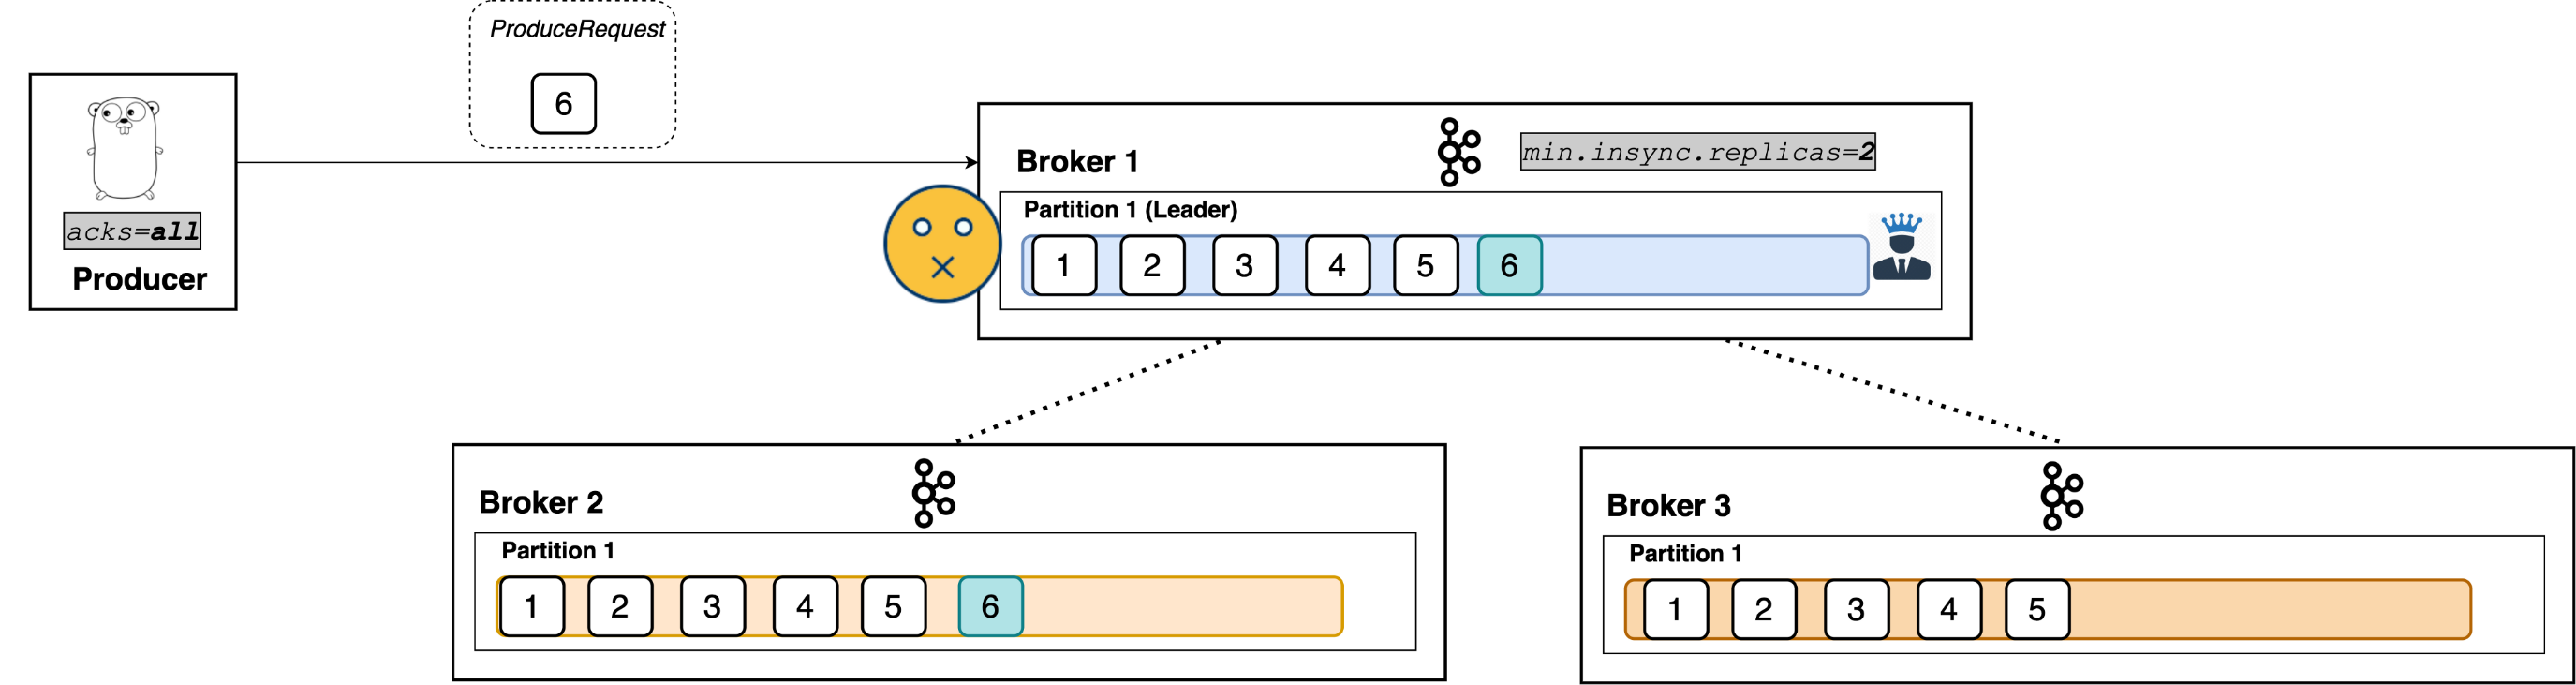 ProduceRequest
6
acks=all
Producer
Broker 1
min.insync.replicas=2
Partition 1 (Leader)
1 2 3 4 5 6
Broker 2
Partition 1
1 2 3 4 5 6
Broker 3
Partition 1
1 2 3 4 5